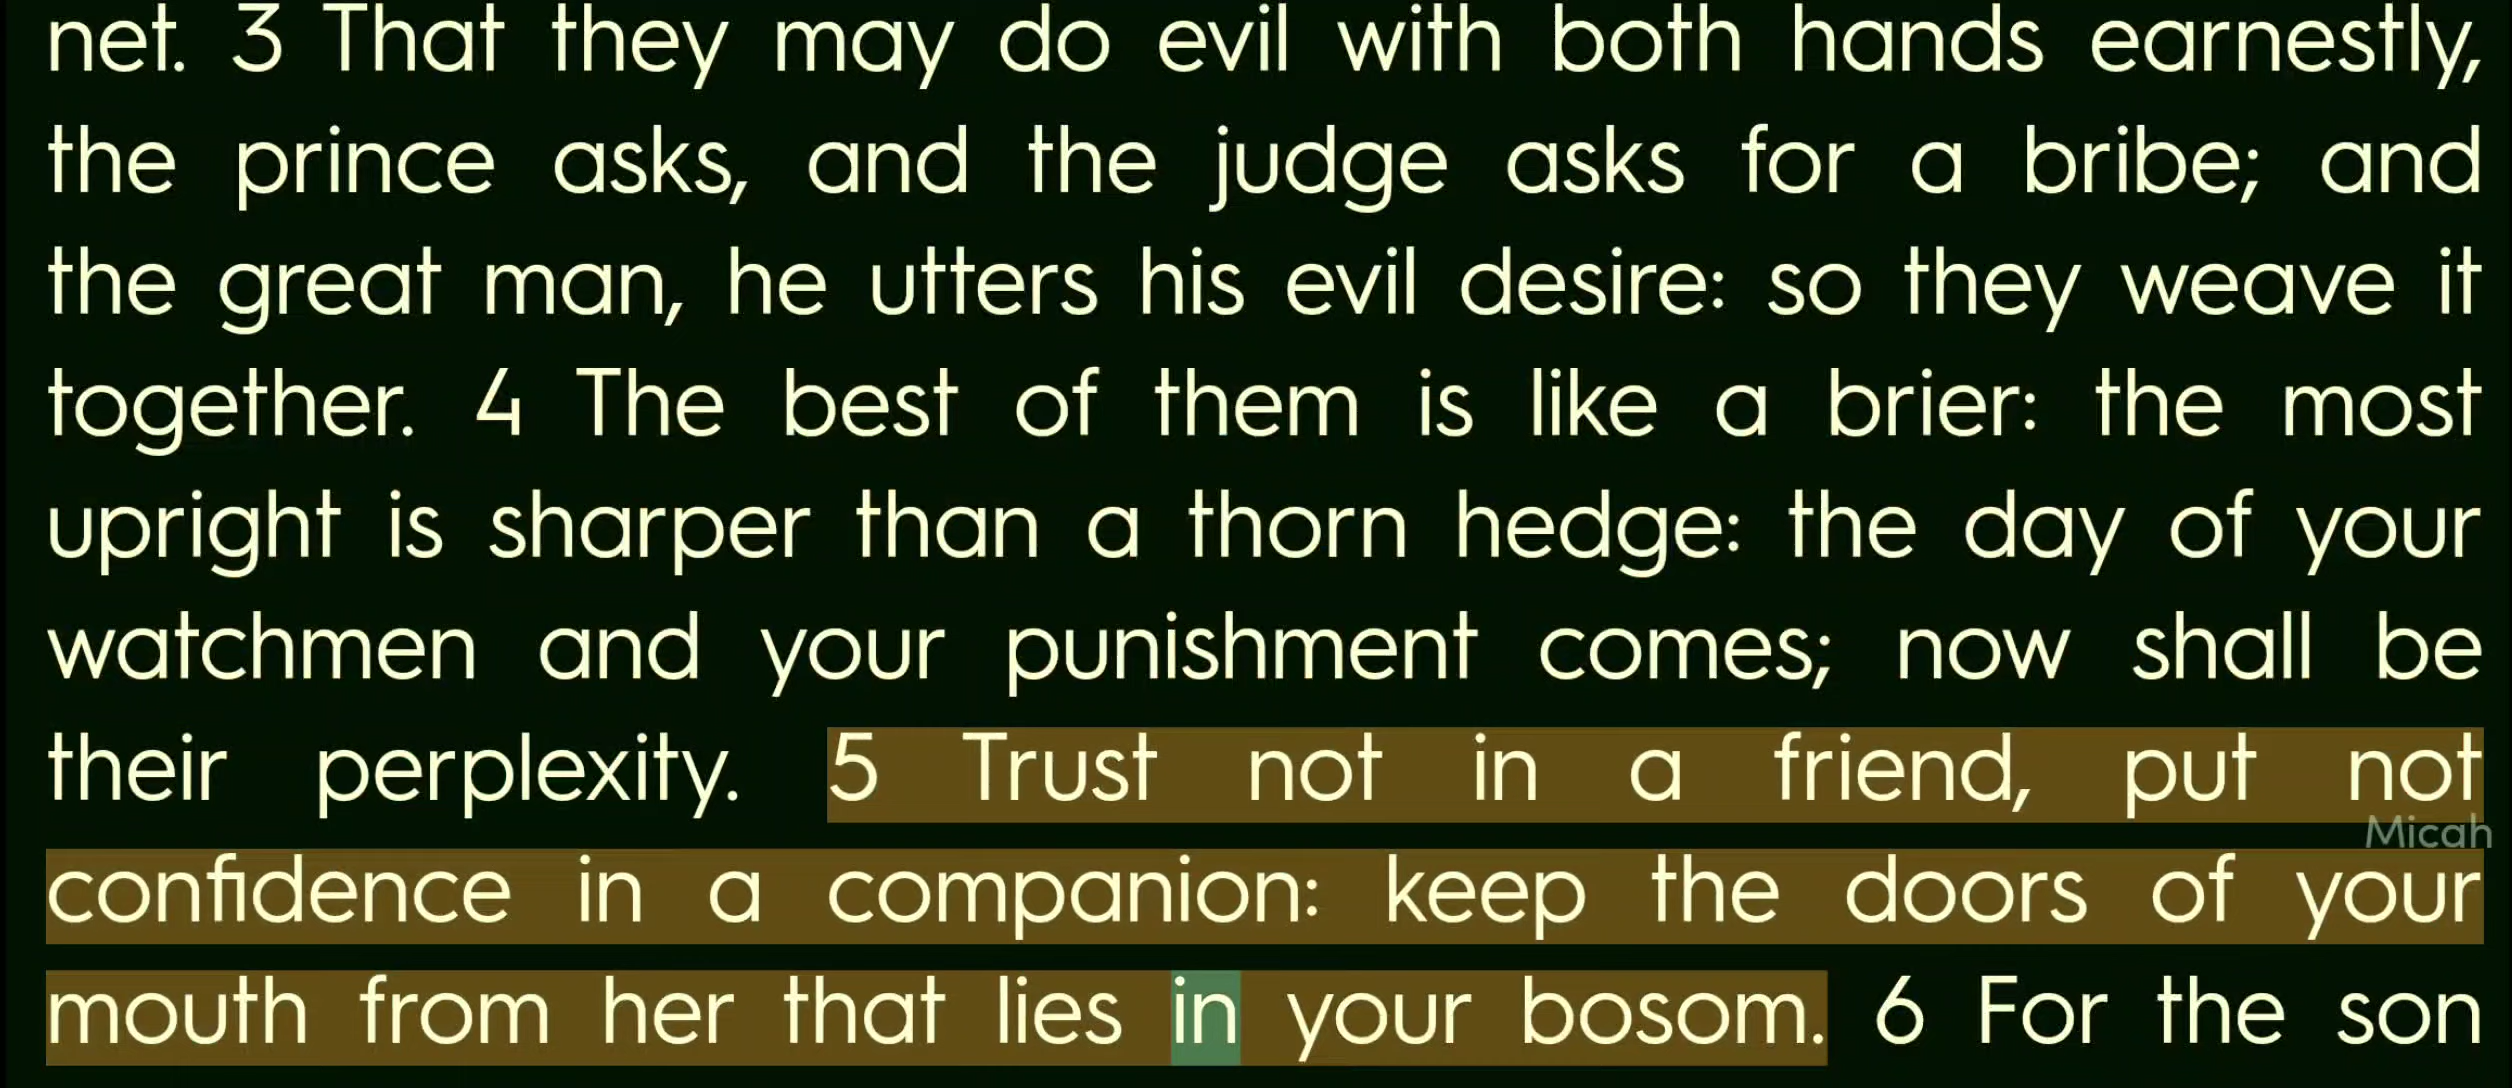 net. 3 That they may do evil with both hands earnestly,
the prince asks, and the judge asks for a bribe; and
the great man, he utters his evil desire: so they weave it
together. 4 The best of them is like a brier: the most
upright is sharper than a thorn hedge: the day of your
watchmen and your punishment comes; now shall be
their perplexity. 5 Trust not in a friend, put not
Micah
confidence in a companion: keep the doors of your
mouth from her that lies in your bosom. 6 For the son